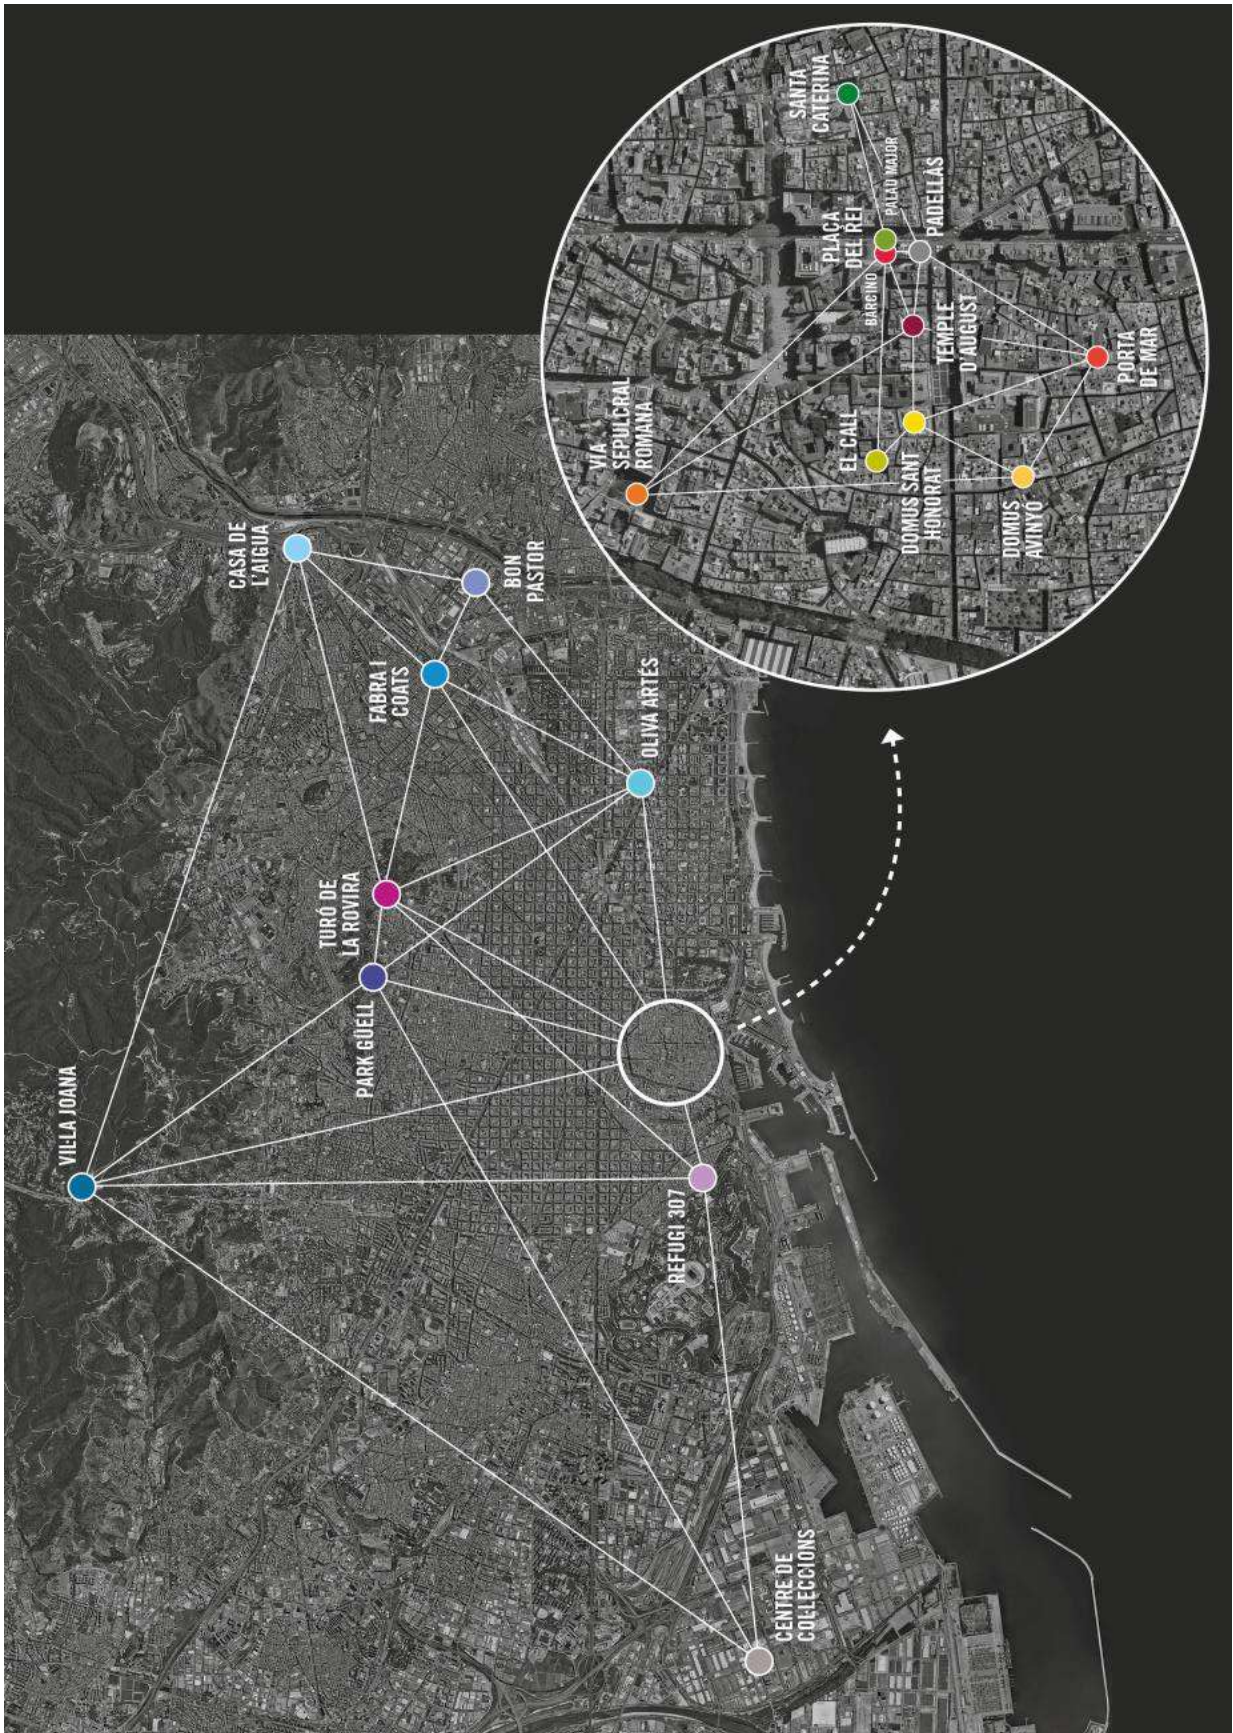 VIL·LA JOANA
CASA DE
L'AIGUA
BON
PASTOR
FABRA I
COATS
OLIVA ARTÉS
TURÓ DE
LA ROVIRA
PARK GÜELL
REFUGI 307
CENTRE DE
COL·LECCIONS
SANTA
CATERINA
PLAÇA
DEL REI
PALAU MAJOR
BARCINO
PADELLÀS
TEMPLE
D'AUGUST
VIA
SEPULCRAL
ROMANA
EL CALL
DOMUS SANT
HONORAT
DOMUS
AVINYÓ
PORTA
DE MAR